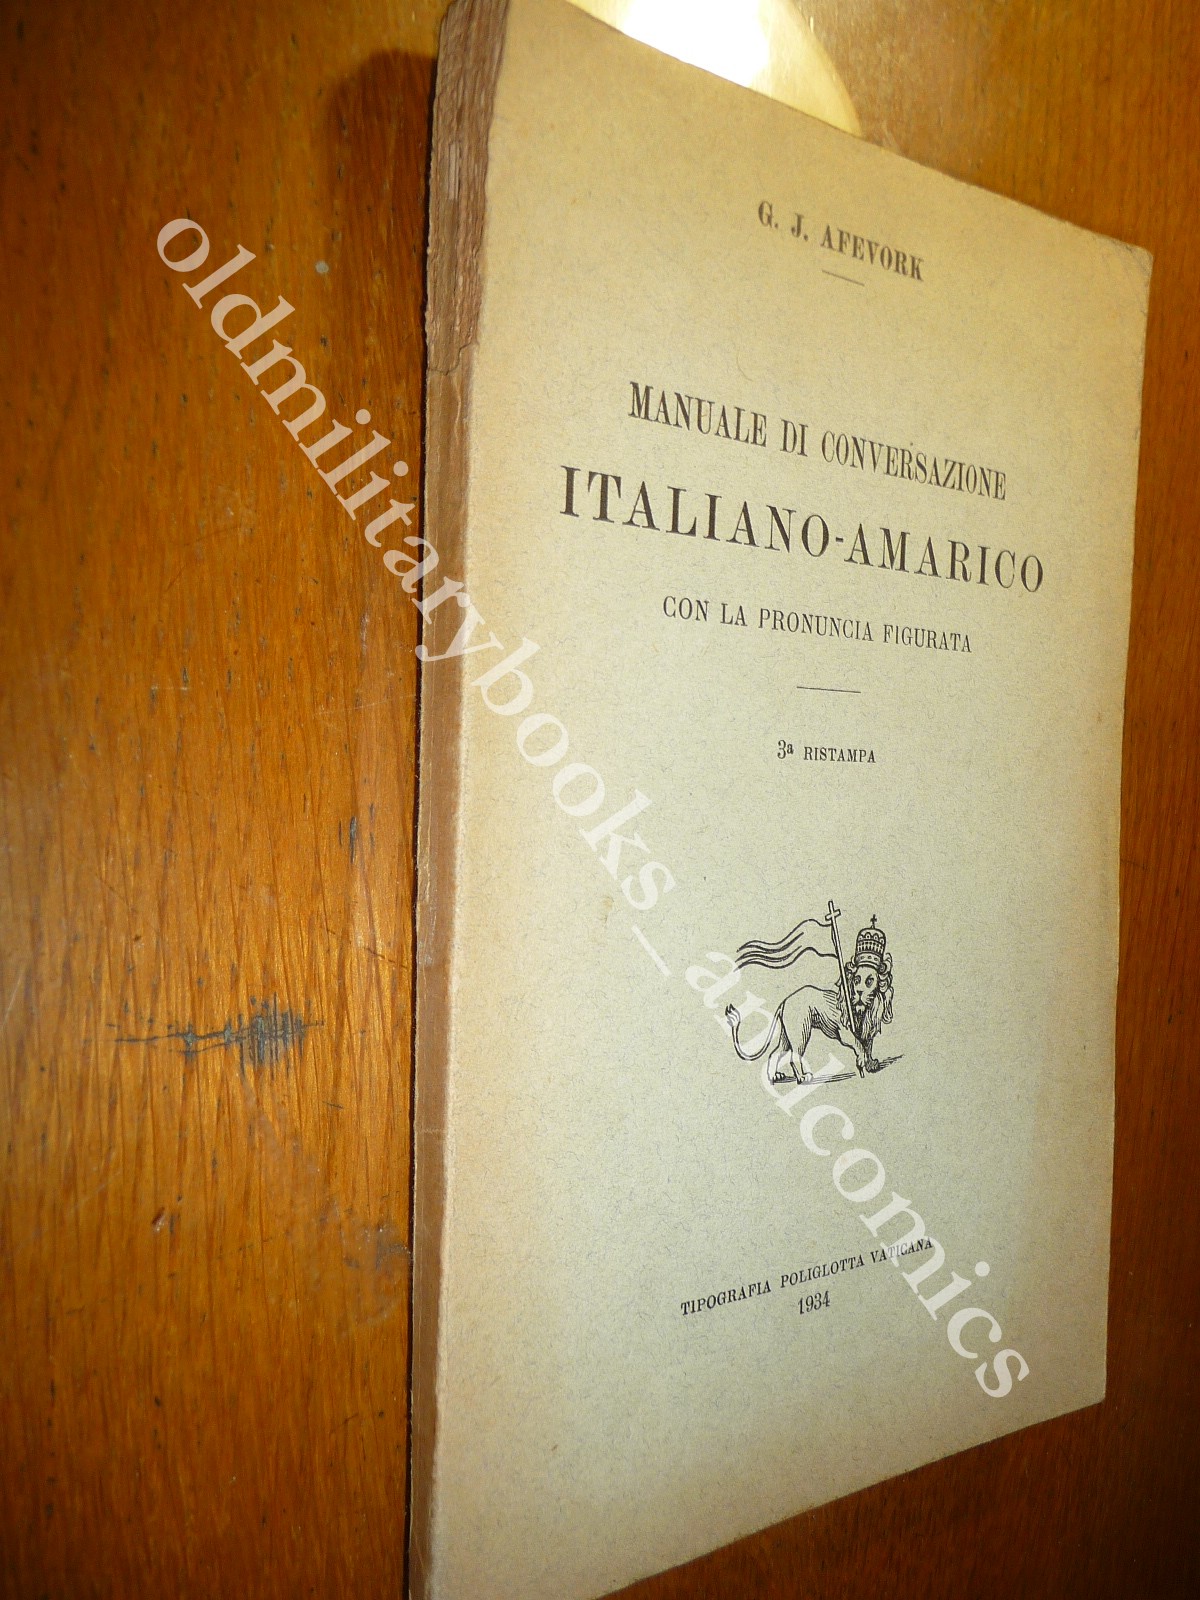 G. J. AFEVORK
MANUALE DI CONVERSAZIONE
ITALIANO-AMARICO
CON LA PRONUNCIA FIGURATA
3ª RISTAMPA
TIPOGRAFIA POLIGLOTTA VATICANA
1934
oldmilitarybooks_andcomics